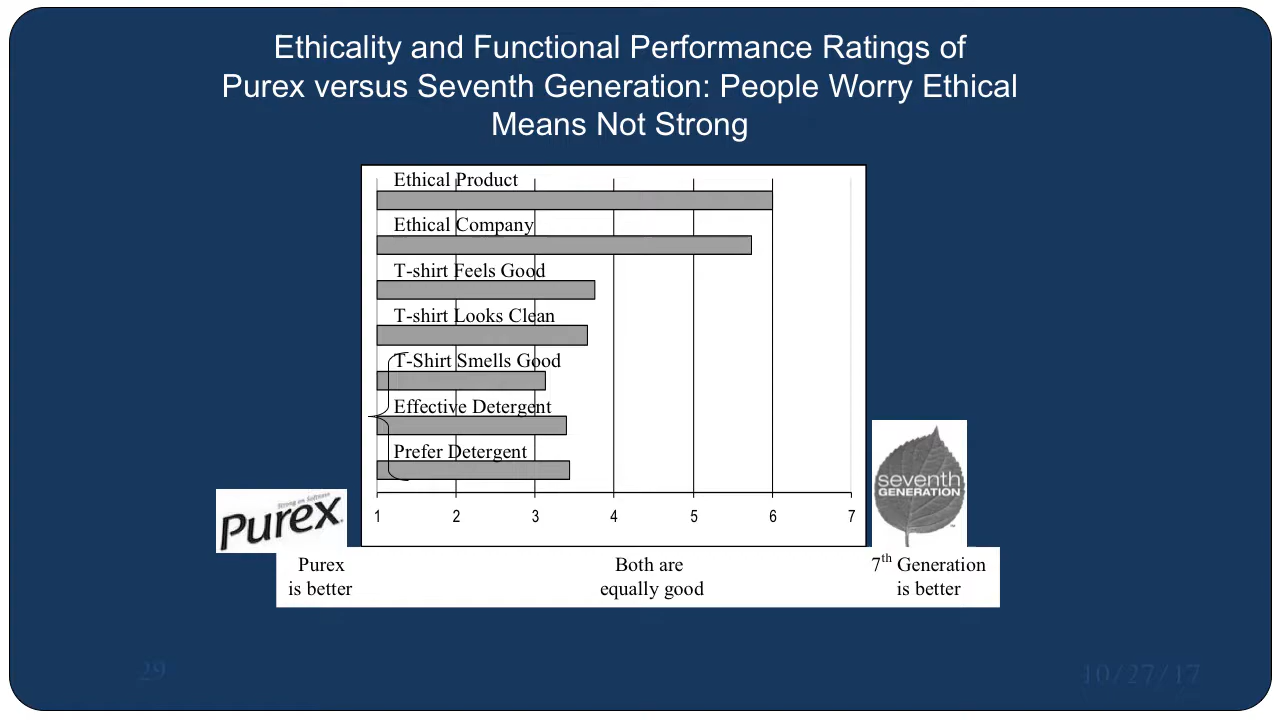 Ethicality and Functional Performance Ratings of
Purex versus Seventh Generation: People Worry Ethical
Means Not Strong
Ethical Product
Ethical Company
T-shirt Feels Good
T-shirt Looks Clean
T-Shirt Smells Good
Effective Detergent
Prefer Detergent
1 2 3 4 5 6 7
Strong on Softness
Purex
seventh
GENERATION
Purex
is better
Both are
equally good
7th Generation
is better
29
10/27/17